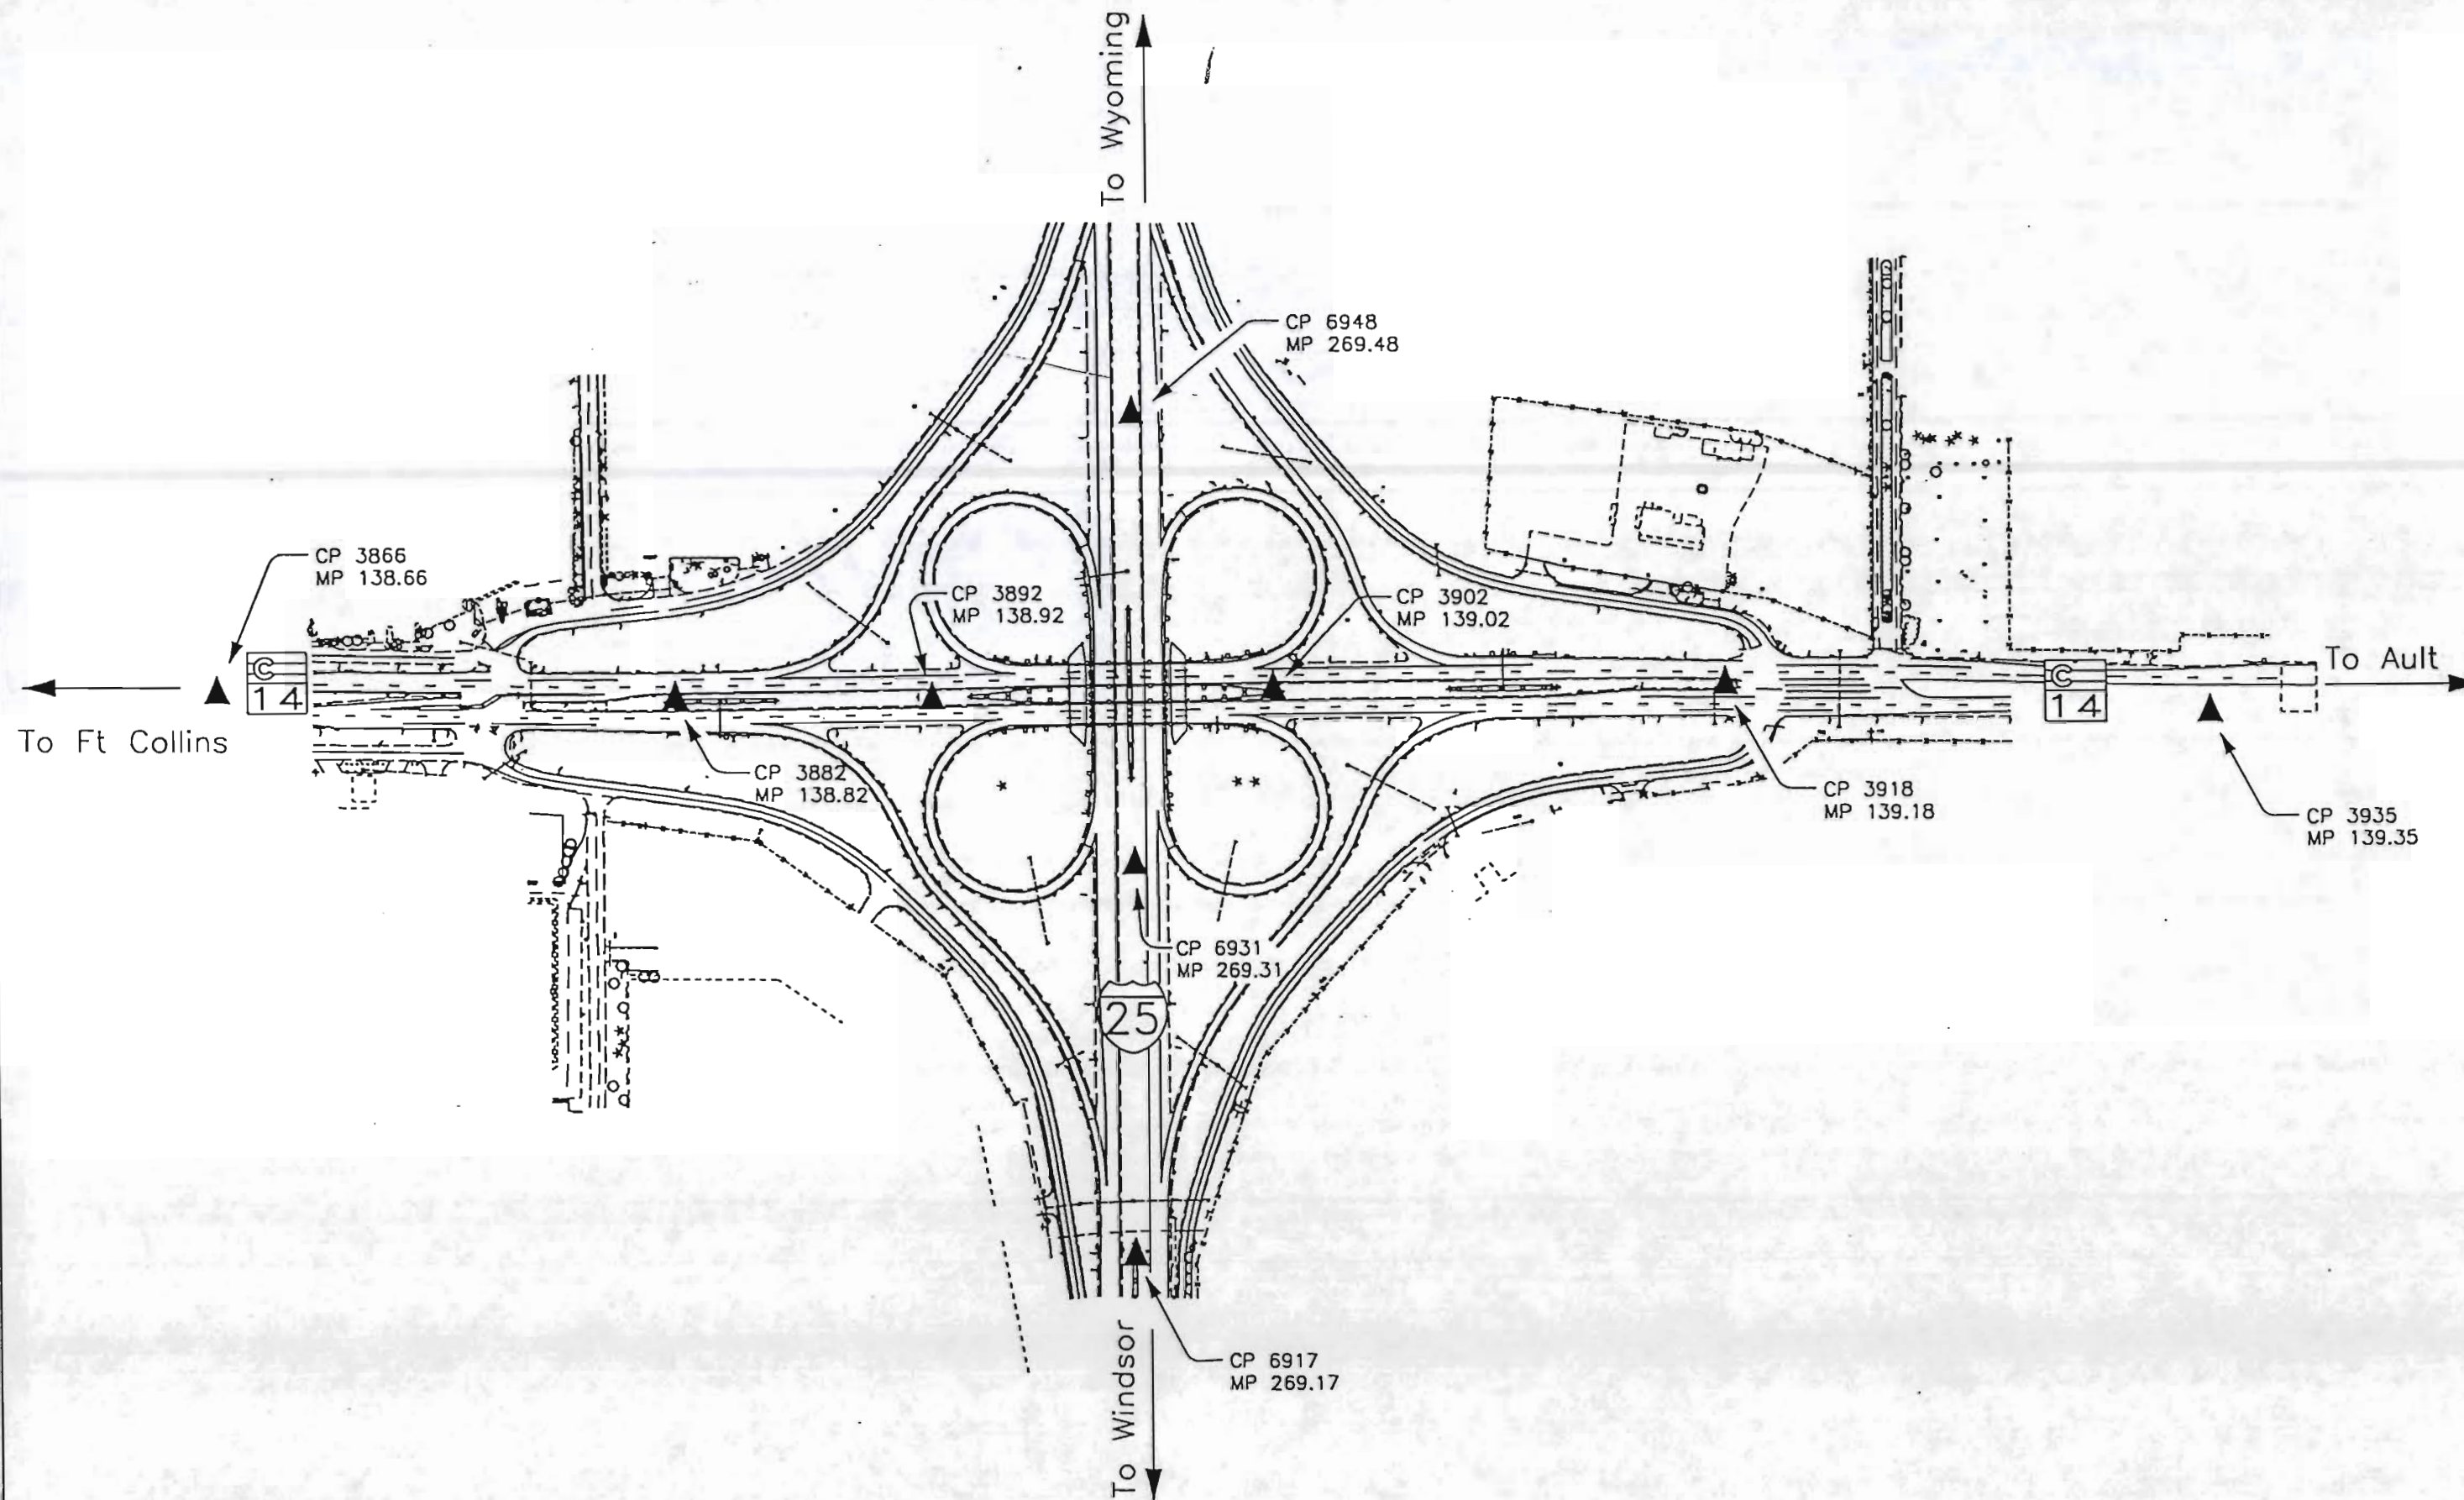 To Wyoming
CP 6948
MP 269.48
CP 3866
MP 138.66
CP 3892
MP 138.92
CP 3902
MP 139.02
C
14
To Ft Collins
C
14
To Ault
CP 3882
MP 138.82
CP 3918
MP 139.18
CP 3935
MP 139.35
CP 6931
MP 269.31
25
CP 6917
MP 269.17
To Windsor